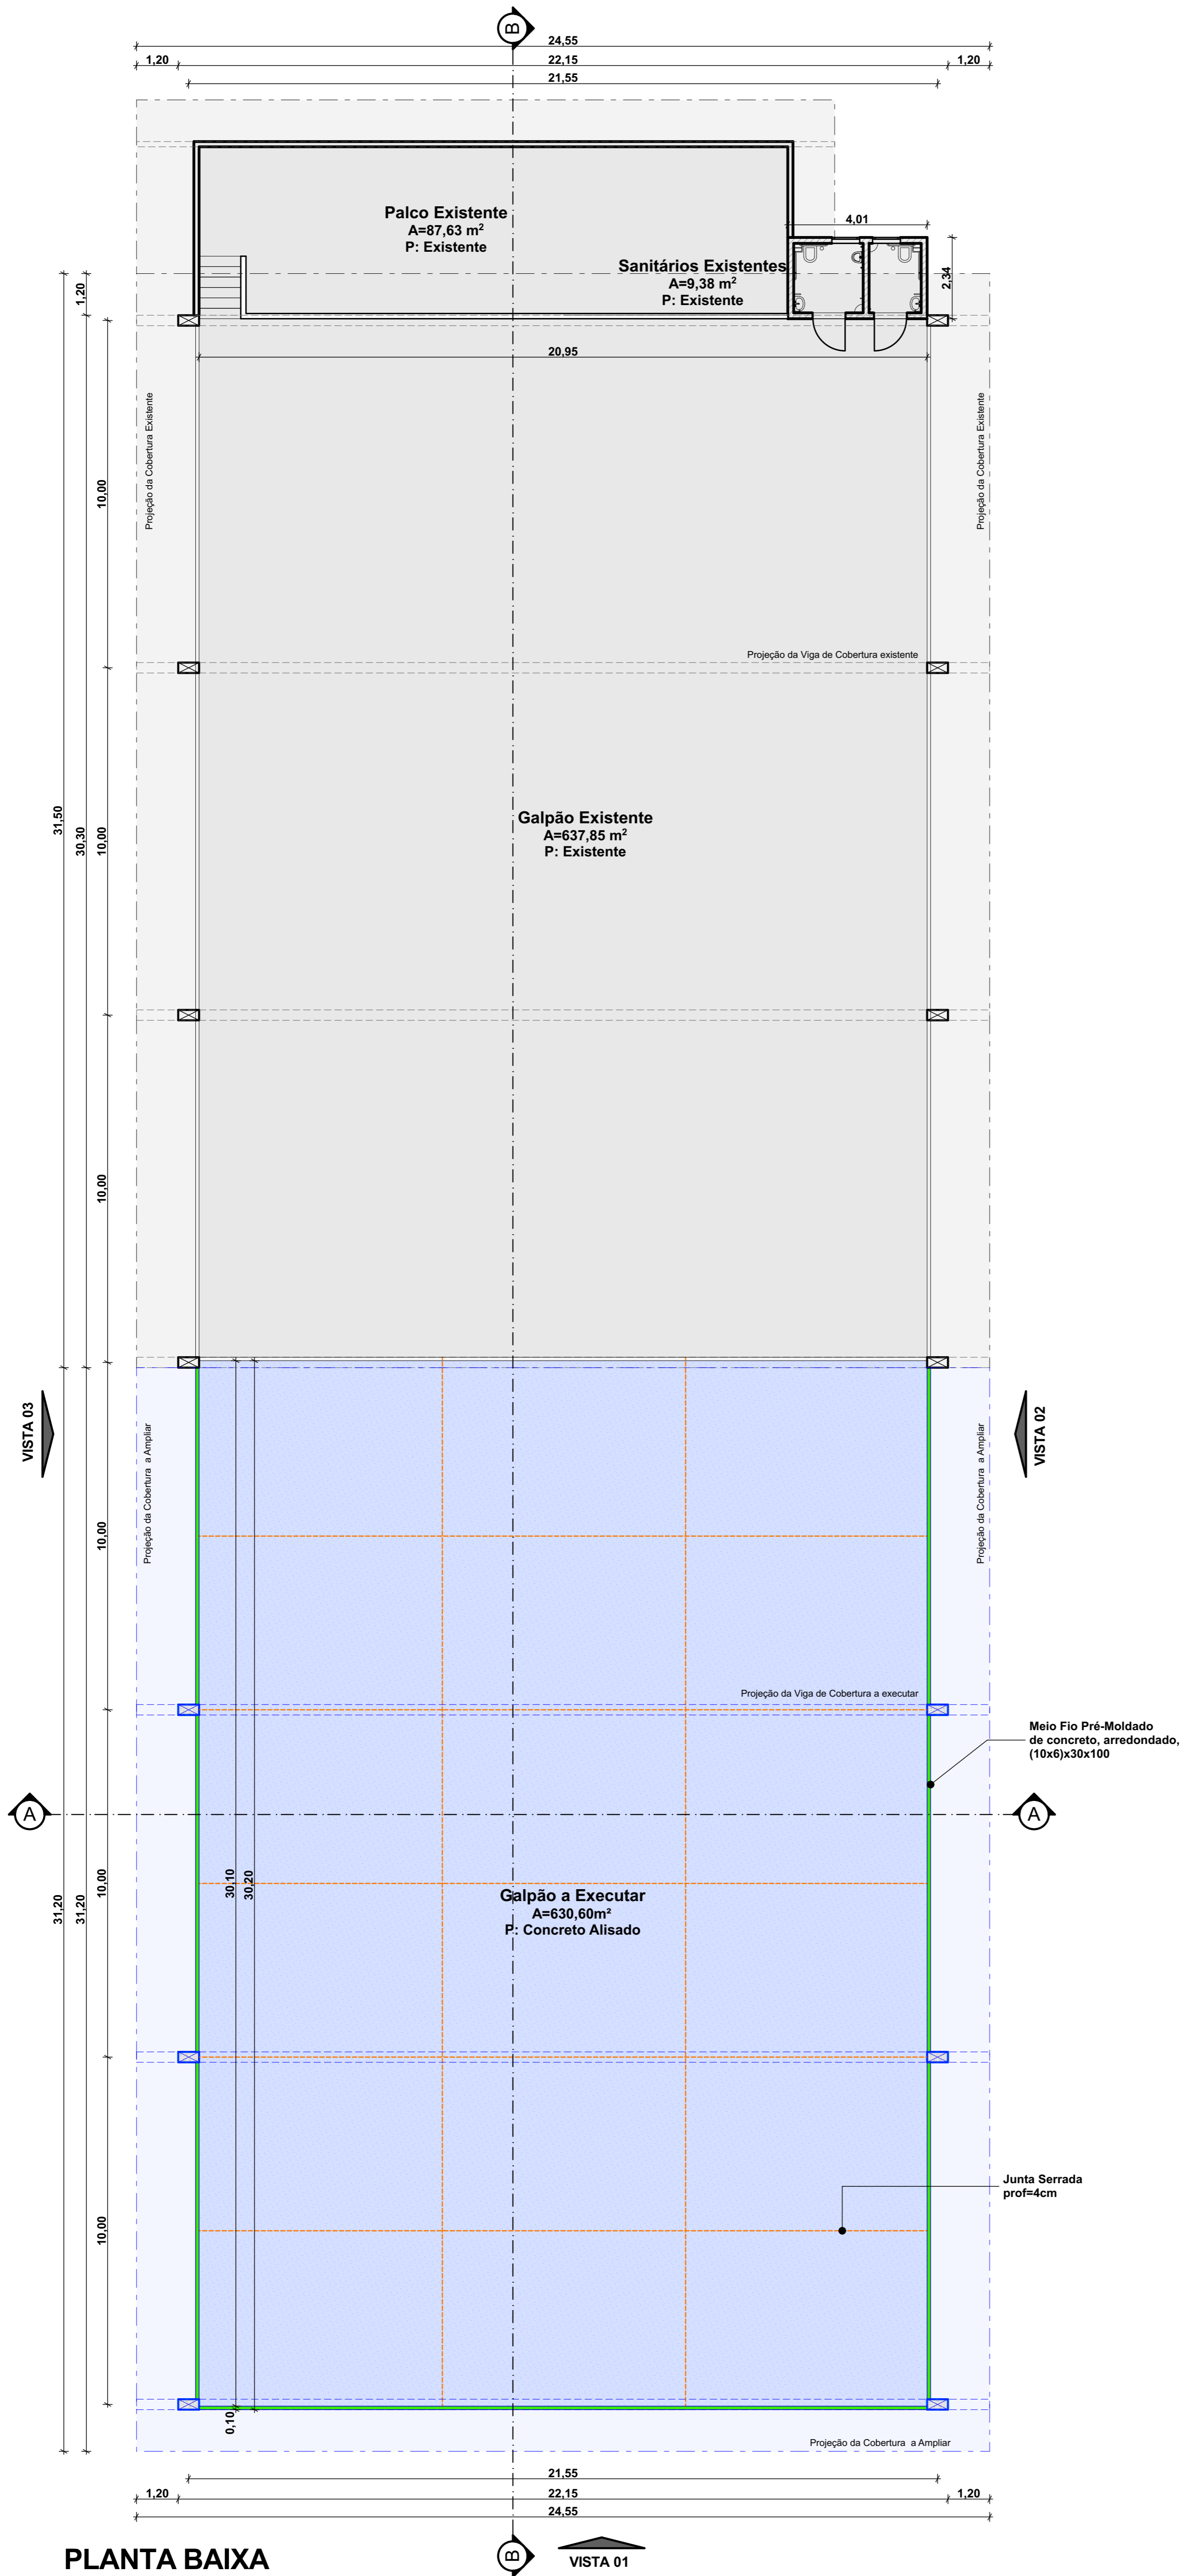 B
24,55
1,20
22,15
1,20
21,55
Palco Existente
A=87,63 m²
P: Existente
4,01
Sanitários Existentes
A=9,38 m²
P: Existente
2,34
1,20
20,95
Projeção da Cobertura Existente
Projeção da Cobertura Existente
10,00
Projeção da Viga de Cobertura existente
31,50
30,30
10,00
Galpão Existente
A=637,85 m²
P: Existente
10,00
VISTA 03
VISTA 02
Projeção da Cobertura a Ampliar
Projeção da Cobertura a Ampliar
10,00
Projeção da Viga de Cobertura a executar
Meio Fio Pré-Moldado
de concreto, arredondado,
(10x6)x30x100
A
A
31,20
31,20
10,00
30,10
30,20
Galpão a Executar
A=630,60m²
P: Concreto Alisado
Junta Serrada
prof=4cm
10,00
0,10
Projeção da Cobertura a Ampliar
21,55
1,20
22,15
1,20
24,55
PLANTA BAIXA
B
VISTA 01